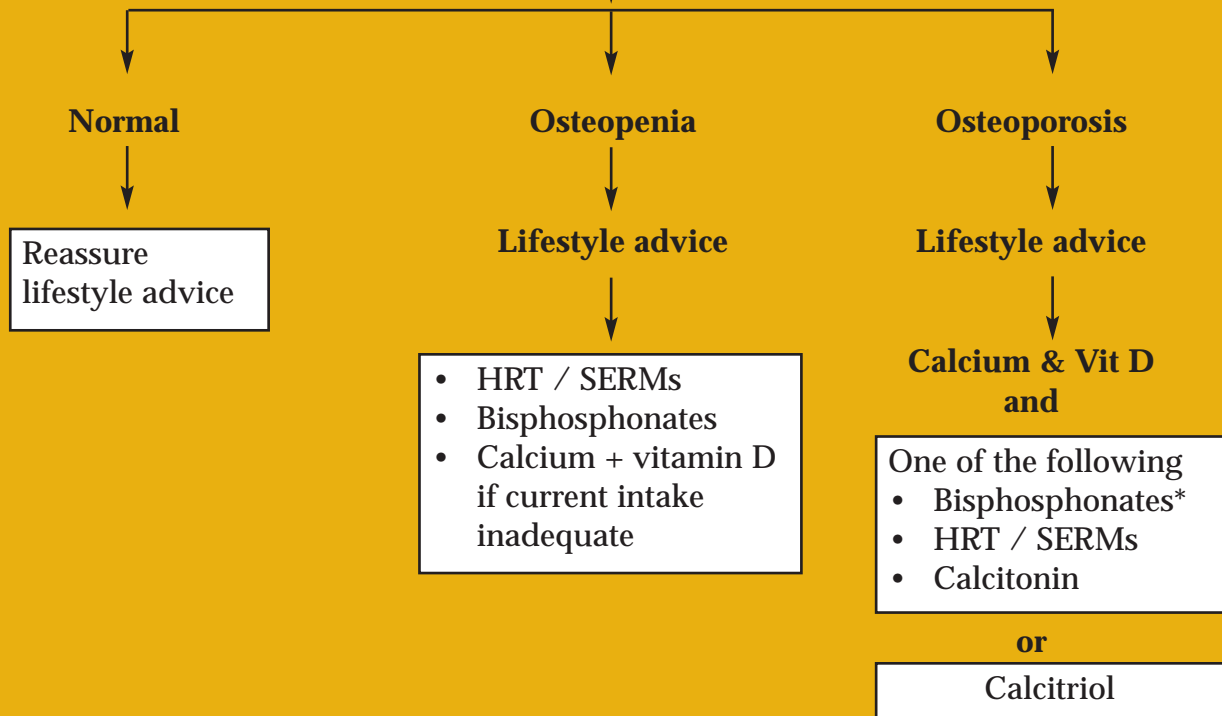 Normal
Osteopenia
Osteoporosis
Reassure
lifestyle advice
Lifestyle advice
Lifestyle advice
• HRT / SERMs
• Bisphosphonates
• Calcium + vitamin D
if current intake
inadequate
Calcium & Vit D
and
One of the following
• Bisphosphonates*
• HRT / SERMs
• Calcitonin
or
Calcitriol